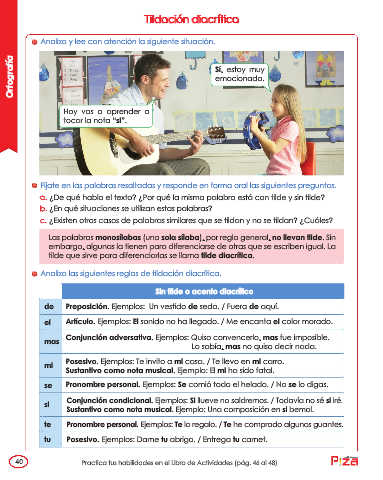 Tildación diacrítica
Ortografía
Analiza y lee con atención la siguiente situación.
Sí, estoy muy
emocionada.
Hoy vas a aprender a
tocar la nota "si".
Fíjate en las palabras resaltadas y responde en forma oral las siguientes preguntas.
a. ¿De qué habla el texto? ¿Por qué la misma palabra está con tilde y sin tilde?
b. ¿En qué situaciones se utilizan estas palabras?
c. ¿Existen otros casos de palabras similares que se tildan y no se tildan? ¿Cuáles?
Las palabras monosílabas (una sola sílaba), por regla general, no llevan tilde. Sin
embargo, algunas la tienen para diferenciarse de otras que se escriben igual. La
tilde que sirve para diferenciarlas se llama tilde diacrítica.
Analiza las siguientes reglas de tildación diacrítica.
Sin tilde o acento diacrítico
de Preposición. Ejemplos: Un vestido de seda. / Fuera de aquí.
el Artículo. Ejemplos: El sonido no ha llegado. / Me encanta el color morado.
mas Conjunción adversativa. Ejemplos: Quiso convencerlo, mas fue imposible.
Lo sabía, mas no quiso decir nada.
mi Posesivo. Ejemplos: Te invito a mi casa. / Te llevo en mi carro.
Sustantivo como nota musical. Ejemplo: El mi ha sido fatal.
se Pronombre personal. Ejemplos: Se comió todo el helado. / No se lo digas.
si Conjunción condicional. Ejemplos: Si llueve no saldremos. / Todavía no sé si iré.
Sustantivo como nota musical. Ejemplo: Una composición en si bemol.
te Pronombre personal. Ejemplos: Te lo regalo. / Te he comprado algunos guantes.
tu Posesivo. Ejemplos: Dame tu abrigo. / Entrega tu carnet.
40
Practica tus habilidades en el Libro de Actividades (pág. 46 al 48)